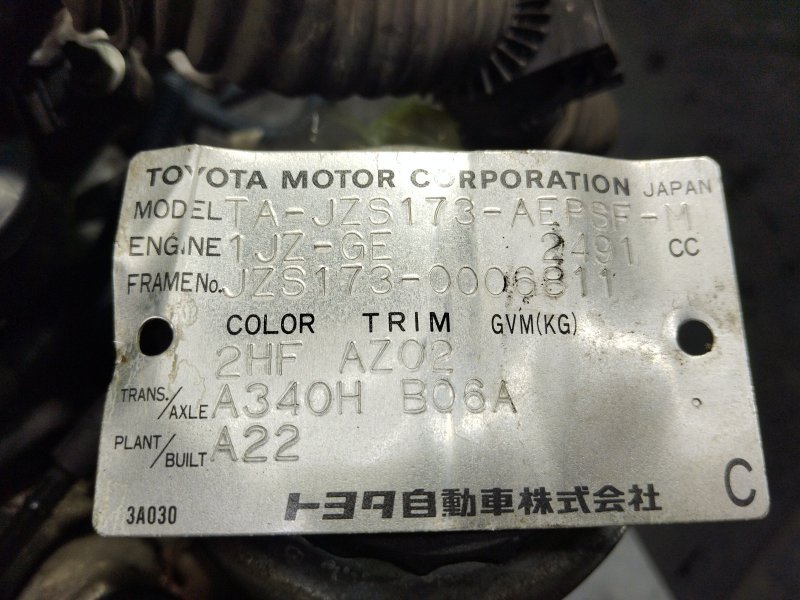 TOYOTA MOTOR CORPORATION JAPAN
MODEL TA-JZS173-AEPSF-M
ENGINE 1JZ-GE 2491 CC
FRAME No. JZS173-0006811
COLOR TRIM GVM(KG)
2HF AZ02
TRANS./AXLE A340H B06A
PLANT/BUILT A22
3A030 トヨタ自動車株式会社 C